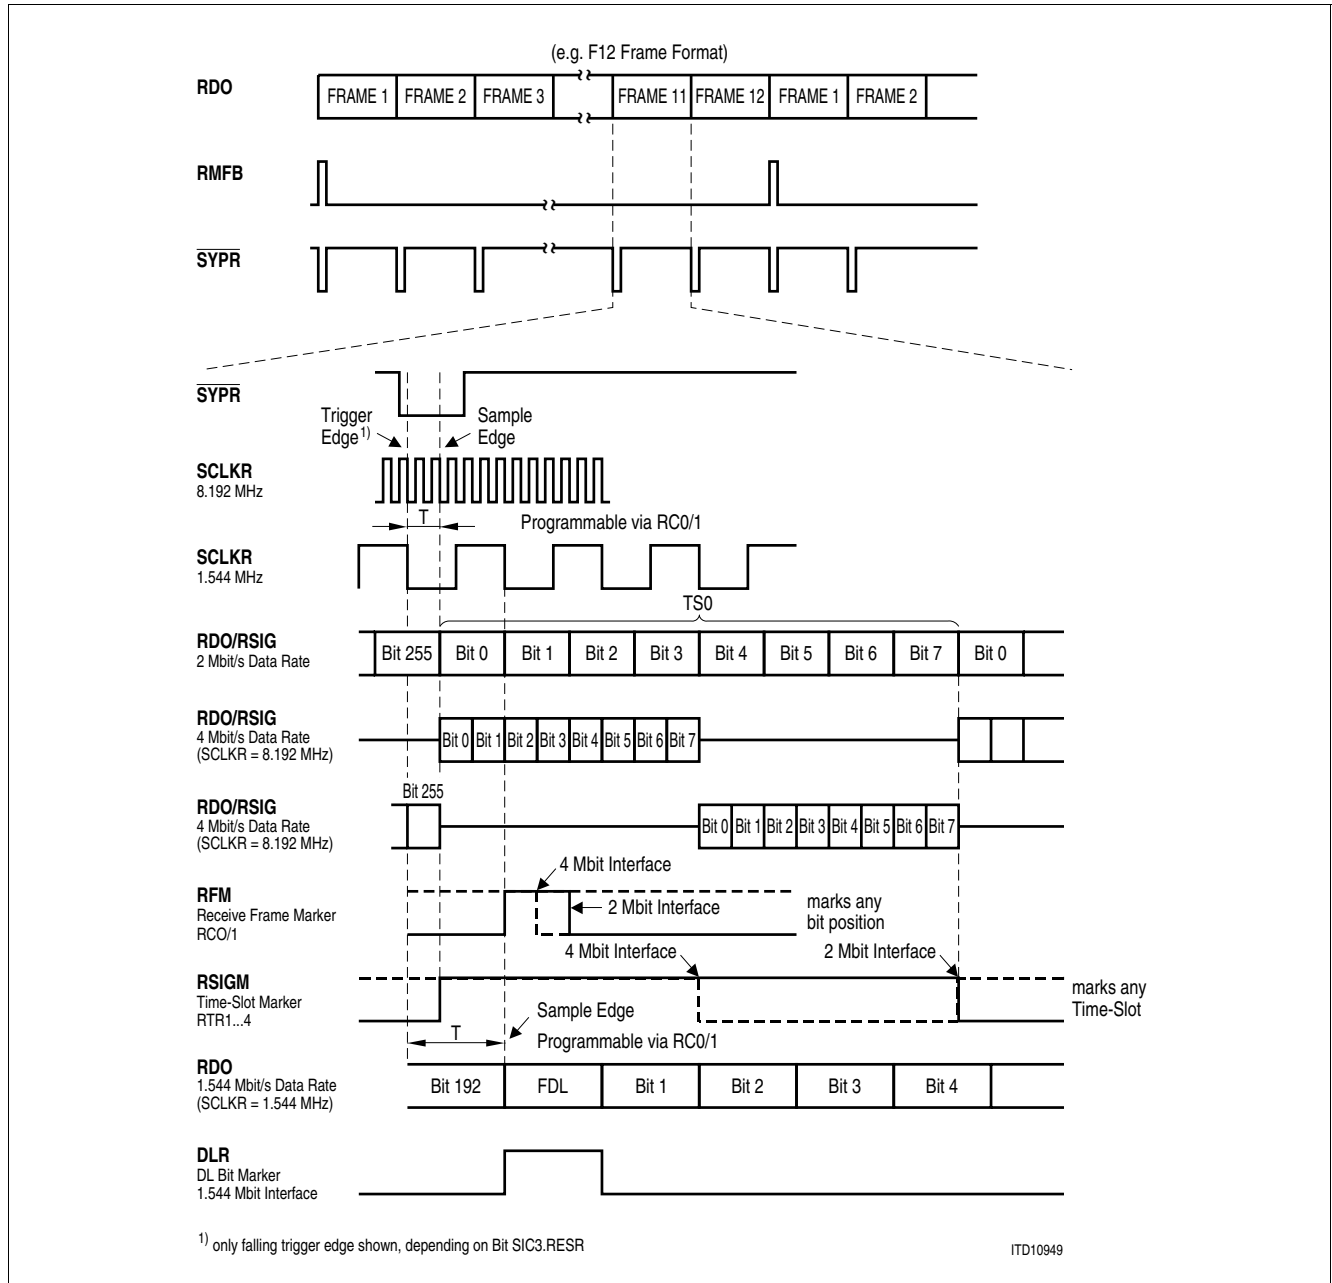 (e.g. F12 Frame Format)
RDO
FRAME 1 FRAME 2 FRAME 3 FRAME 11 FRAME 12 FRAME 1 FRAME 2
RMFB
SYPR
SYPR
Trigger
Edge 1)
Sample
Edge
SCLKR
8.192 MHz
T
Programmable via RC0/1
SCLKR
1.544 MHz
TS0
RDO/RSIG
2 Mbit/s Data Rate
Bit 255 Bit 0 Bit 1 Bit 2 Bit 3 Bit 4 Bit 5 Bit 6 Bit 7 Bit 0
RDO/RSIG
4 Mbit/s Data Rate
(SCLKR = 8.192 MHz)
Bit 0 Bit 1 Bit 2 Bit 3 Bit 4 Bit 5 Bit 6 Bit 7
Bit 255
RDO/RSIG
4 Mbit/s Data Rate
(SCLKR = 8.192 MHz)
Bit 0 Bit 1 Bit 2 Bit 3 Bit 4 Bit 5 Bit 6 Bit 7
4 Mbit Interface
RFM
Receive Frame Marker
RCO/1
2 Mbit Interface
marks any
bit position
4 Mbit Interface
2 Mbit Interface
RSIGM
Time-Slot Marker
RTR1...4
marks any
Time-Slot
T
Sample Edge
Programmable via RC0/1
RDO
1.544 Mbit/s Data Rate
(SCLKR = 1.544 MHz)
Bit 192 FDL Bit 1 Bit 2 Bit 3 Bit 4
DLR
DL Bit Marker
1.544 Mbit Interface
1) only falling trigger edge shown, depending on Bit SIC3.RESR
ITD10949